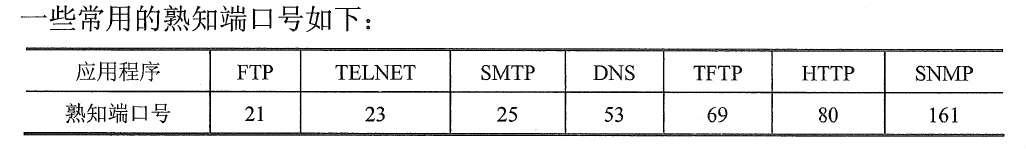 一些常用的熟知端口号如下：
应用程序 FTP TELNET SMTP DNS TFTP HTTP SNMP
熟知端口号 21 23 25 53 69 80 161